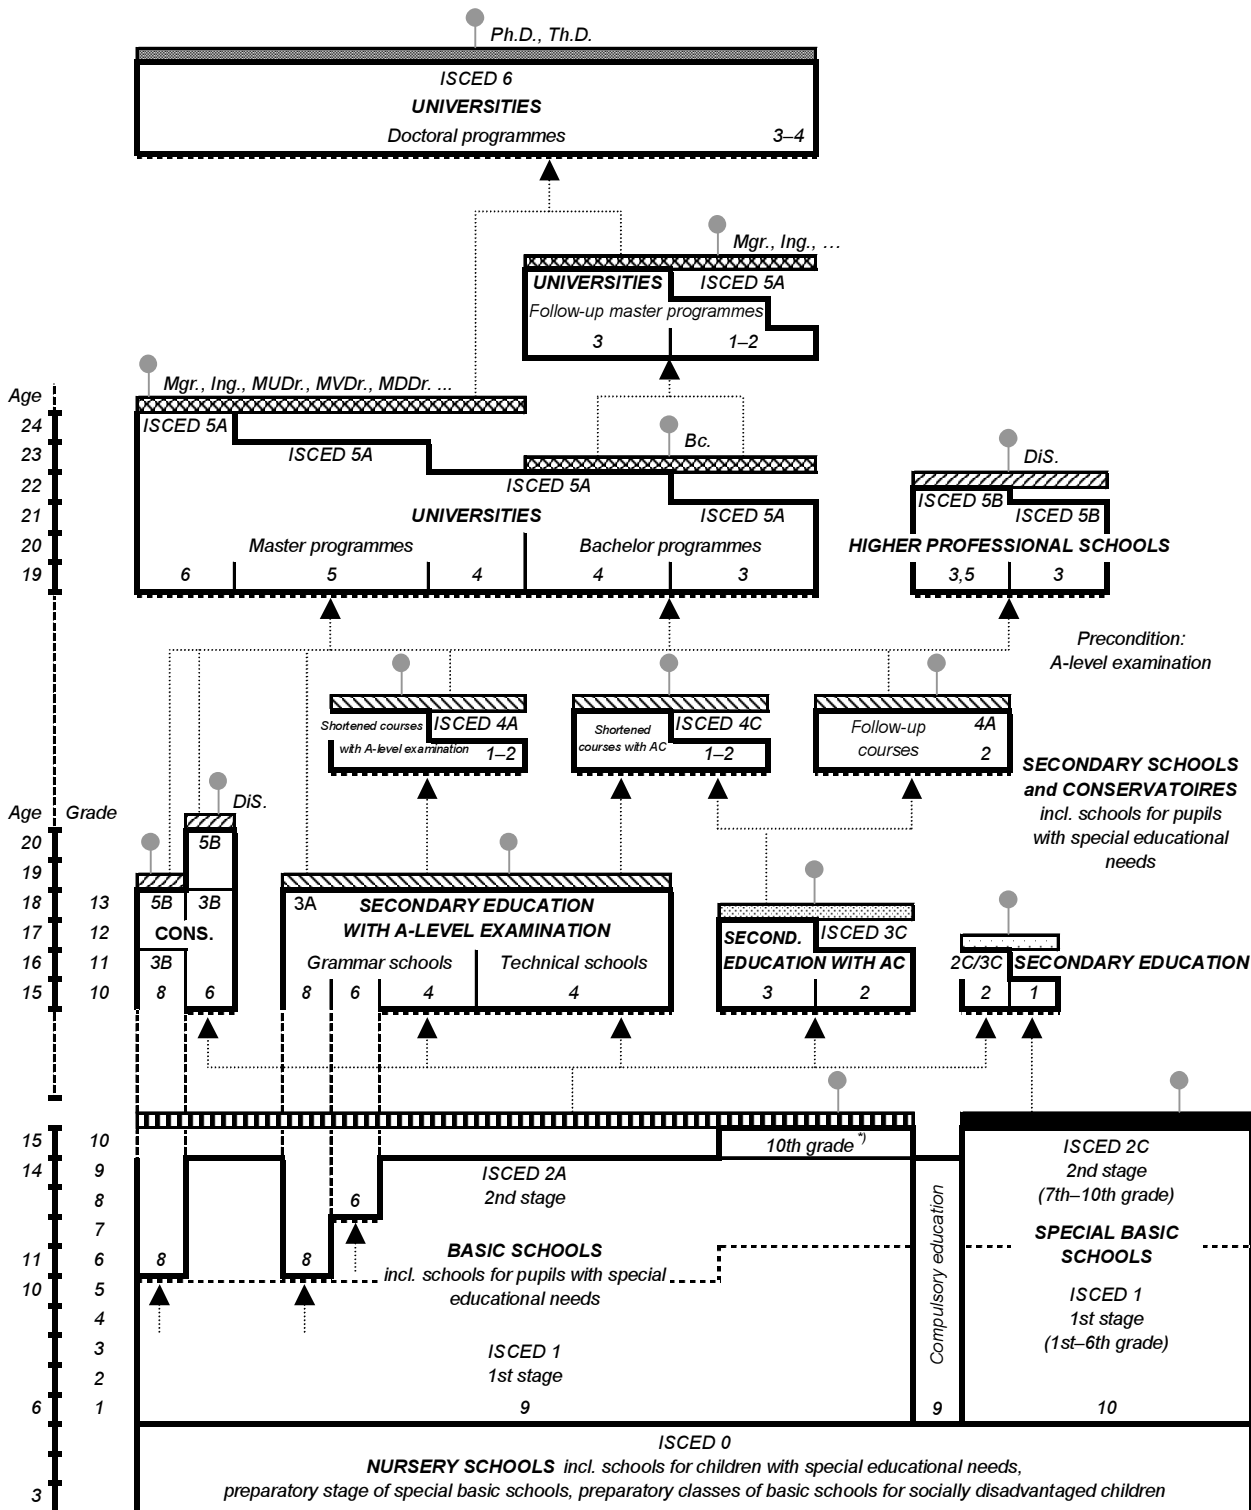 Ph.D., Th.D.
ISCED 6
UNIVERSITIES
Doctoral programmes 3–4
Mgr., Ing., …
UNIVERSITIES ISCED 5A
Follow-up master programmes
3 1–2
Mgr., Ing., MUDr., MVDr., MDDr. ...
Age
24 ISCED 5A
23 ISCED 5A Bc. DiS.
22 ISCED 5A ISCED 5B
21 UNIVERSITIES ISCED 5A ISCED 5B
20 Master programmes Bachelor programmes HIGHER PROFESSIONAL SCHOOLS
19 6 5 4 4 3 3,5 3
Precondition:
A-level examination
Shortened courses ISCED 4A
with A-level examination 1–2
Shortened ISCED 4C
courses with AC 1–2
Follow-up 4A
courses 2
SECONDARY SCHOOLS
and CONSERVATOIRES
incl. schools for pupils
with special educational
needs
DiS.
Age Grade
20 5B
19
18 13 5B 3B 3A SECONDARY EDUCATION
17 12 CONS. WITH A-LEVEL EXAMINATION SECOND. ISCED 3C
16 11 3B Grammar schools Technical schools EDUCATION WITH AC 2C/3C SECONDARY EDUCATION
15 10 8 6 8 6 4 4 3 2 2 1
15 10 10th grade *) ISCED 2C
14 9 ISCED 2A 2nd stage
8 6 2nd stage (7th–10th grade)
7
SPECIAL BASIC
SCHOOLS
11 6 8 8 BASIC SCHOOLS
10 5 incl. schools for pupils with special
educational needs
ISCED 1
4 1st stage
3 ISCED 1 (1st–6th grade)
2 1st stage
Compulsory education
6 1 9 9 10
ISCED 0
NURSERY SCHOOLS incl. schools for children with special educational needs,
3 preparatory stage of special basic schools, preparatory classes of basic schools for socially disadvantaged children